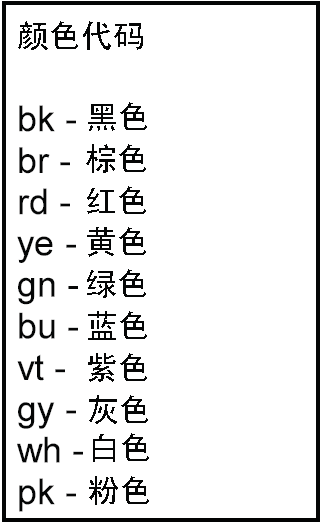 颜色代码
bk - 黑色
br - 棕色
rd - 红色
ye - 黄色
gn - 绿色
bu - 蓝色
vt - 紫色
gy - 灰色
wh - 白色
pk - 粉色